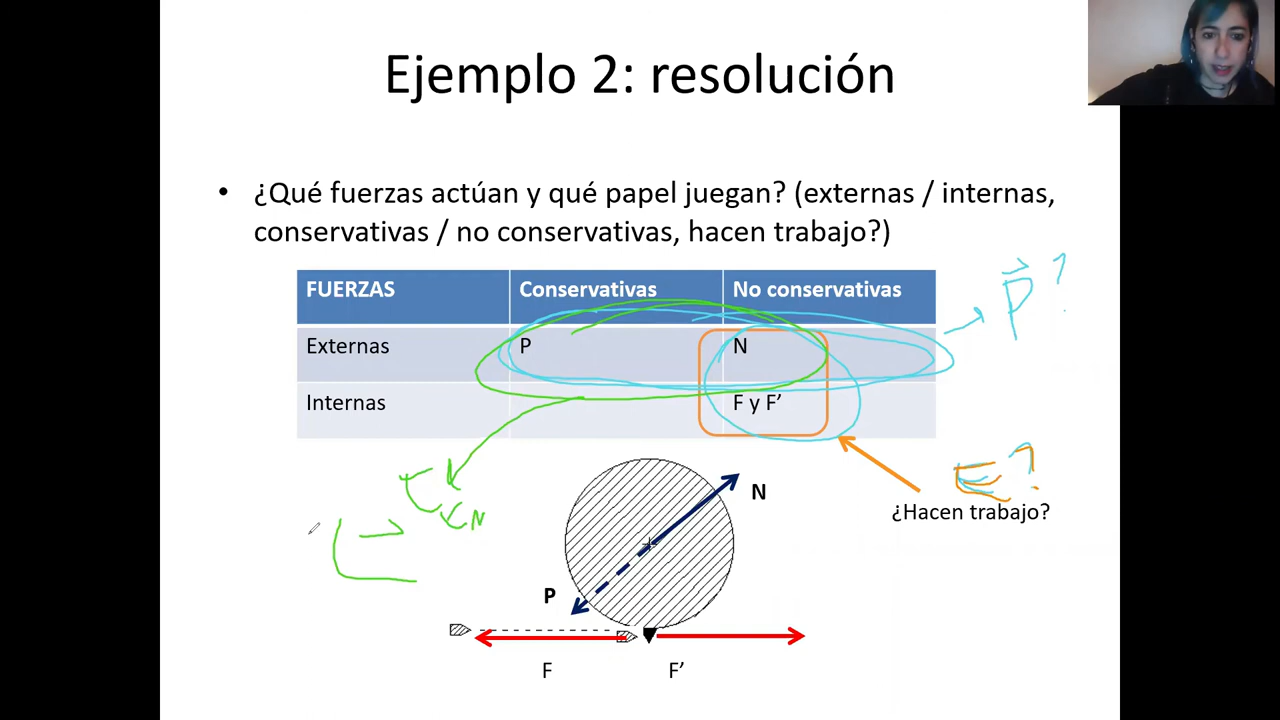 Ejemplo 2: resolución
• ¿Qué fuerzas actúan y qué papel juegan? (externas / internas,
conservativas / no conservativas, hacen trabajo?)
FUERZAS Conservativas No conservativas
Externas P N
Internas F y F’
P ?
E ?
¿Hacen trabajo?
N
P
F F’